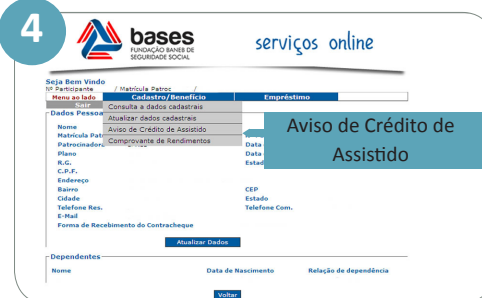 4
bases
FUNDAÇÃO BANEB DE
SEGURIDADE SOCIAL
serviços online
Seja Bem Vindo
Nº Participante / Matrícula Patroc /
Menu ao lado Cadastro/Benefício Empréstimo
Sair
Consulta a dados cadastrais
Atualizar dados cadastrais
Aviso de Crédito de Assistido
Comprovante de Rendimentos
Aviso de Crédito de
Assistido
Dados Pessoa
Nome
Matrícula Pat
Patrocinadora Data
Plano Data
R.G. Estad
C.P.F.
Endereço
Bairro CEP
Cidade Estado
Telefone Res. Telefone Com.
E-Mail
Forma de Recebimento do Contracheque
Atualizar Dados
Dependentes
Nome Data de Nascimento Relação de dependência
Voltar